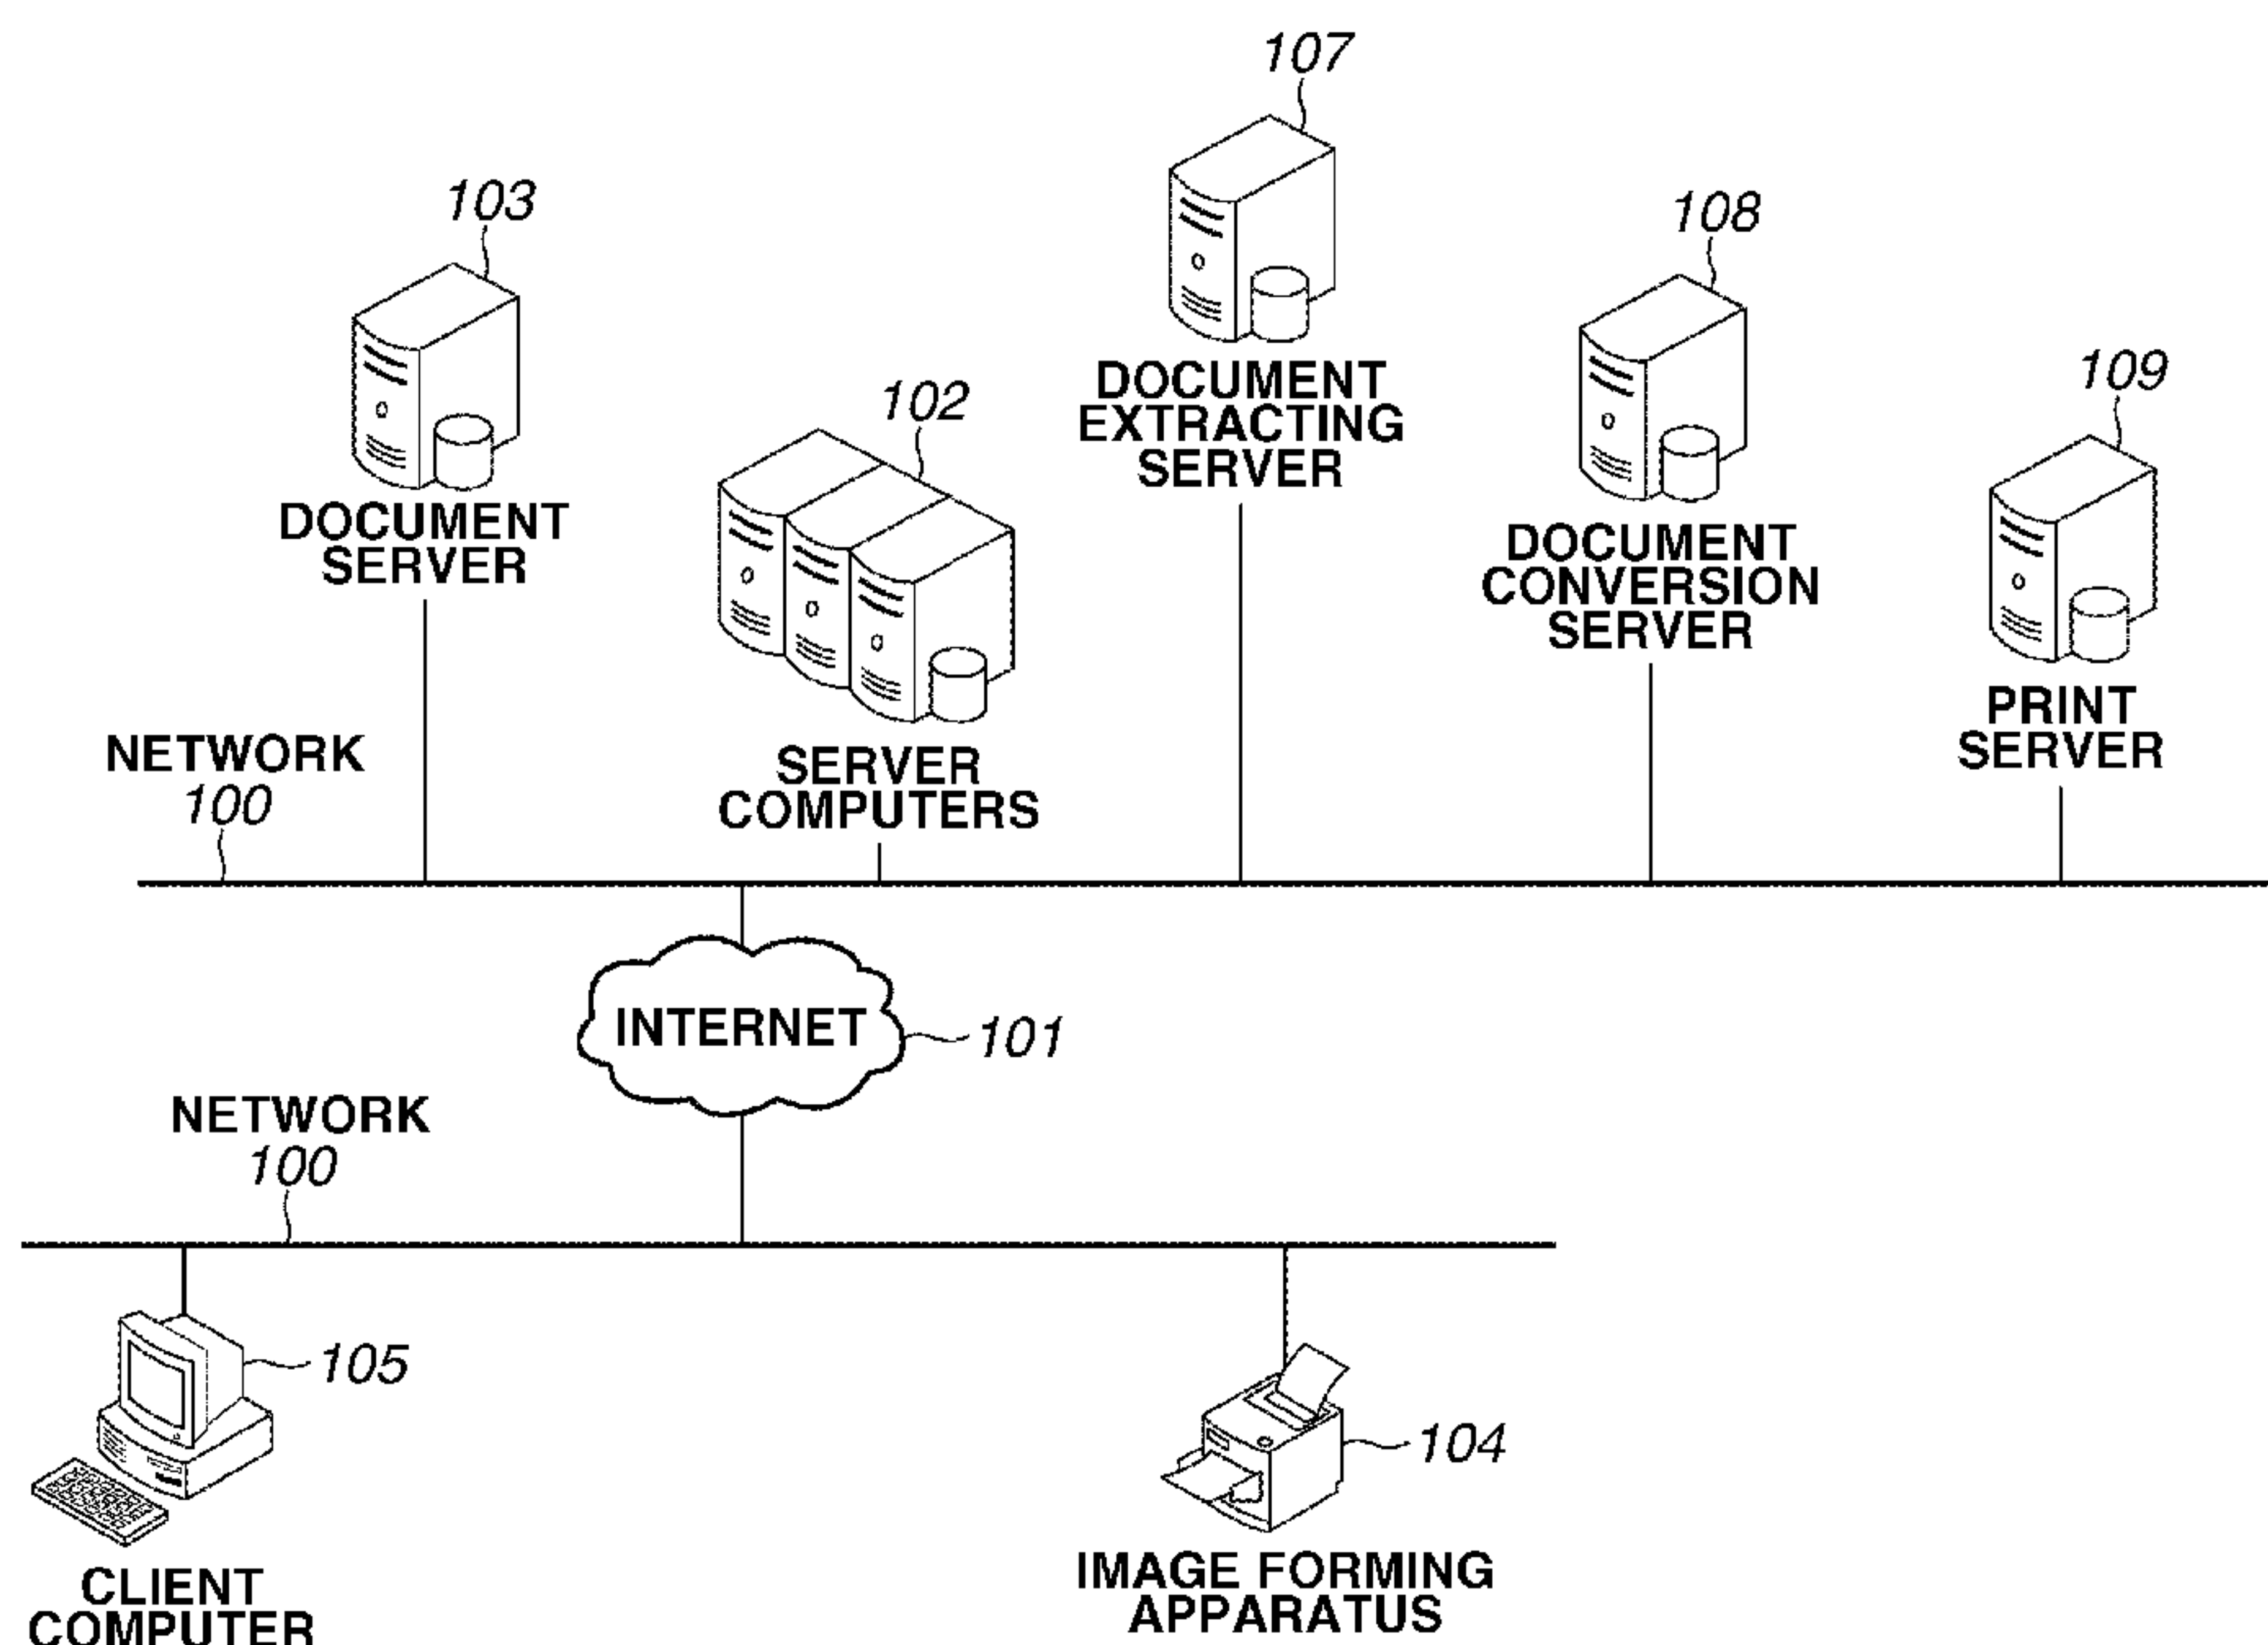 107
103
108
DOCUMENT
EXTRACTING
SERVER
109
102
DOCUMENT
SERVER
DOCUMENT
CONVERSION
SERVER
PRINT
SERVER
NETWORK
100
SERVER
COMPUTERS
INTERNET
101
NETWORK
100
105
104
CLIENT
COMPUTER
IMAGE FORMING
APPARATUS